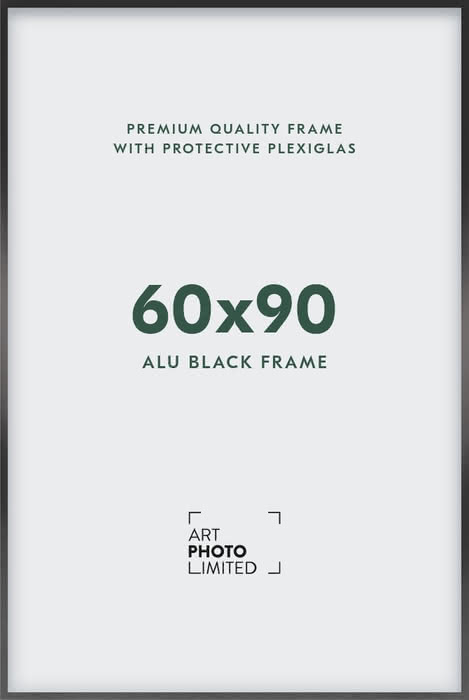 PREMIUM QUALITY FRAME
WITH PROTECTIVE PLEXIGLAS
60x90
ALU BLACK FRAME
ART
PHOTO
LIMITED